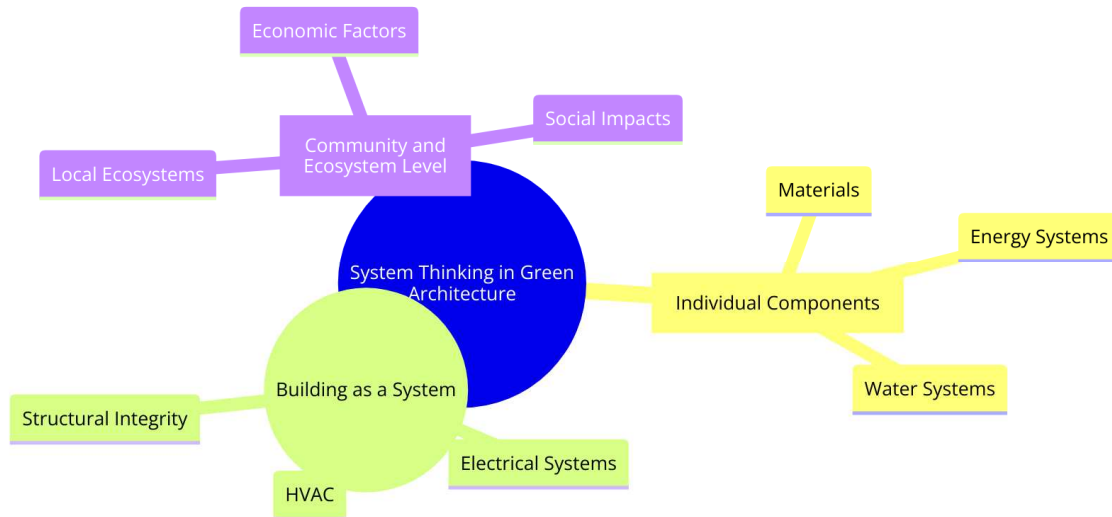 Economic Factors
Social Impacts
Community and
Ecosystem Level
Local Ecosystems
Materials
Energy Systems
System Thinking in Green
Architecture
Individual Components
Building as a System
Water Systems
Structural Integrity
Electrical Systems
HVAC